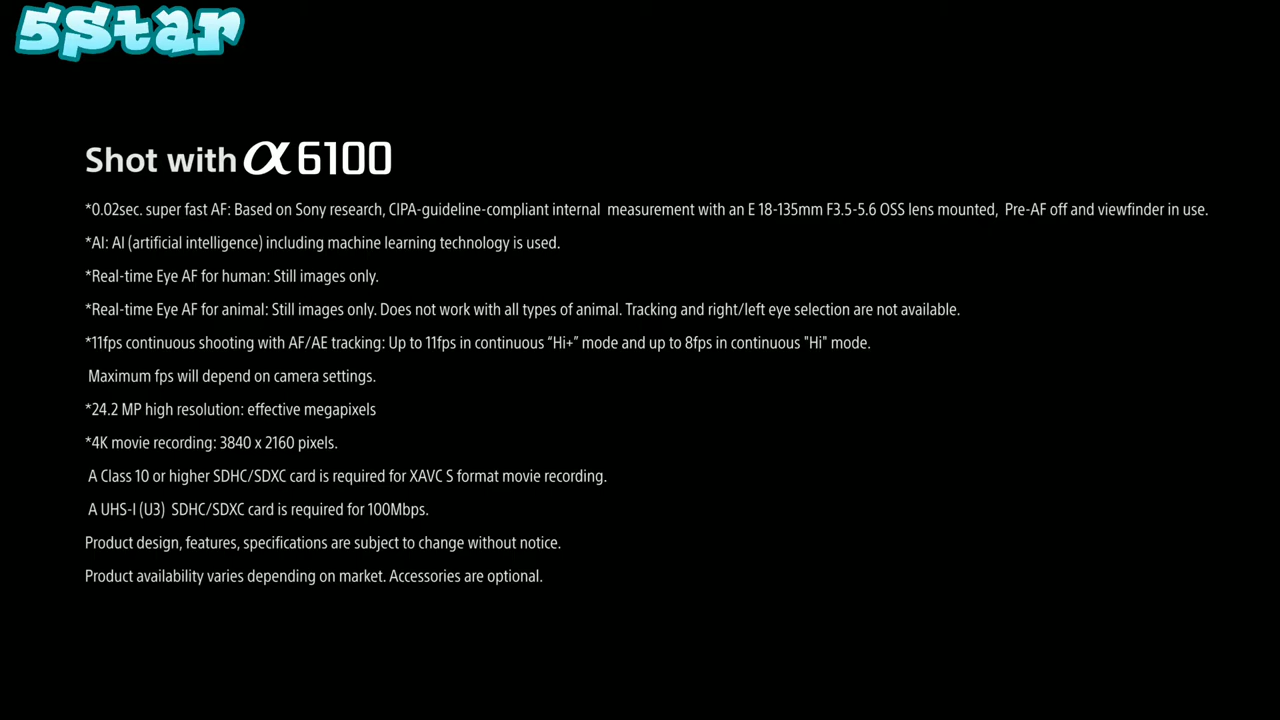 5Star
Shot with α6100
*0.02sec. super fast AF: Based on Sony research, CIPA-guideline-compliant internal  measurement with an E 18-135mm F3.5-5.6 OSS lens mounted,  Pre-AF off and viewfinder in use.
*AI: AI (artificial intelligence) including machine learning technology is used.
*Real-time Eye AF for human: Still images only.
*Real-time Eye AF for animal: Still images only. Does not work with all types of animal. Tracking and right/left eye selection are not available.
*11fps continuous shooting with AF/AE tracking: Up to 11fps in continuous “Hi+” mode and up to 8fps in continuous "Hi" mode.
Maximum fps will depend on camera settings.
*24.2 MP high resolution: effective megapixels
*4K movie recording: 3840 x 2160 pixels.
A Class 10 or higher SDHC/SDXC card is required for XAVC S format movie recording.
A UHS-I (U3)  SDHC/SDXC card is required for 100Mbps.
Product design, features, specifications are subject to change without notice.
Product availability varies depending on market. Accessories are optional.